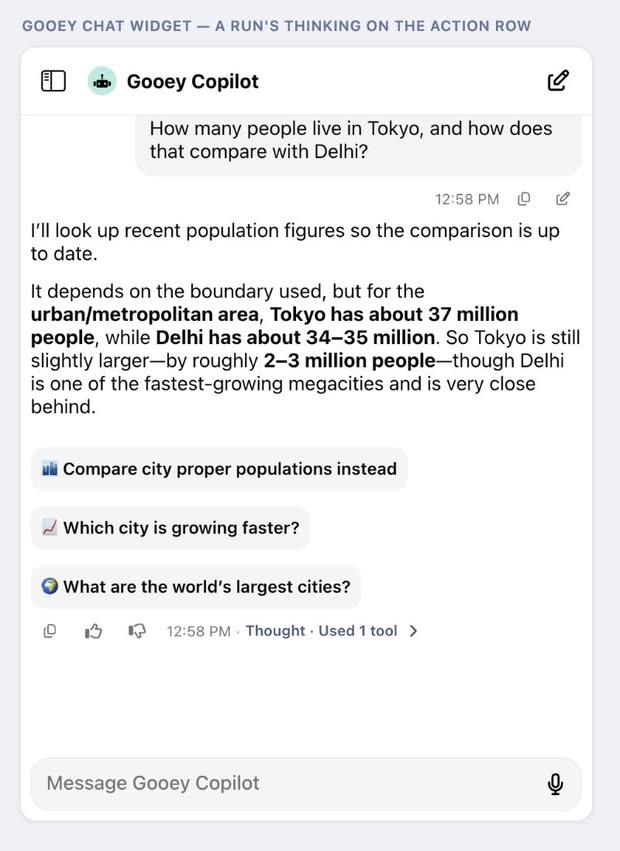 GOOEY CHAT WIDGET — A RUN'S THINKING ON THE ACTION ROW
Gooey Copilot
How many people live in Tokyo, and how does
that compare with Delhi?
12:58 PM
I’ll look up recent population figures so the comparison is up
to date.
It depends on the boundary used, but for the
urban/metropolitan area, Tokyo has about 37 million
people, while Delhi has about 34–35 million. So Tokyo is still
slightly larger—by roughly 2–3 million people—though Delhi
is one of the fastest-growing megacities and is very close
behind.
Compare city proper populations instead
Which city is growing faster?
What are the world’s largest cities?
12:58 PM · Thought · Used 1 tool
Message Gooey Copilot